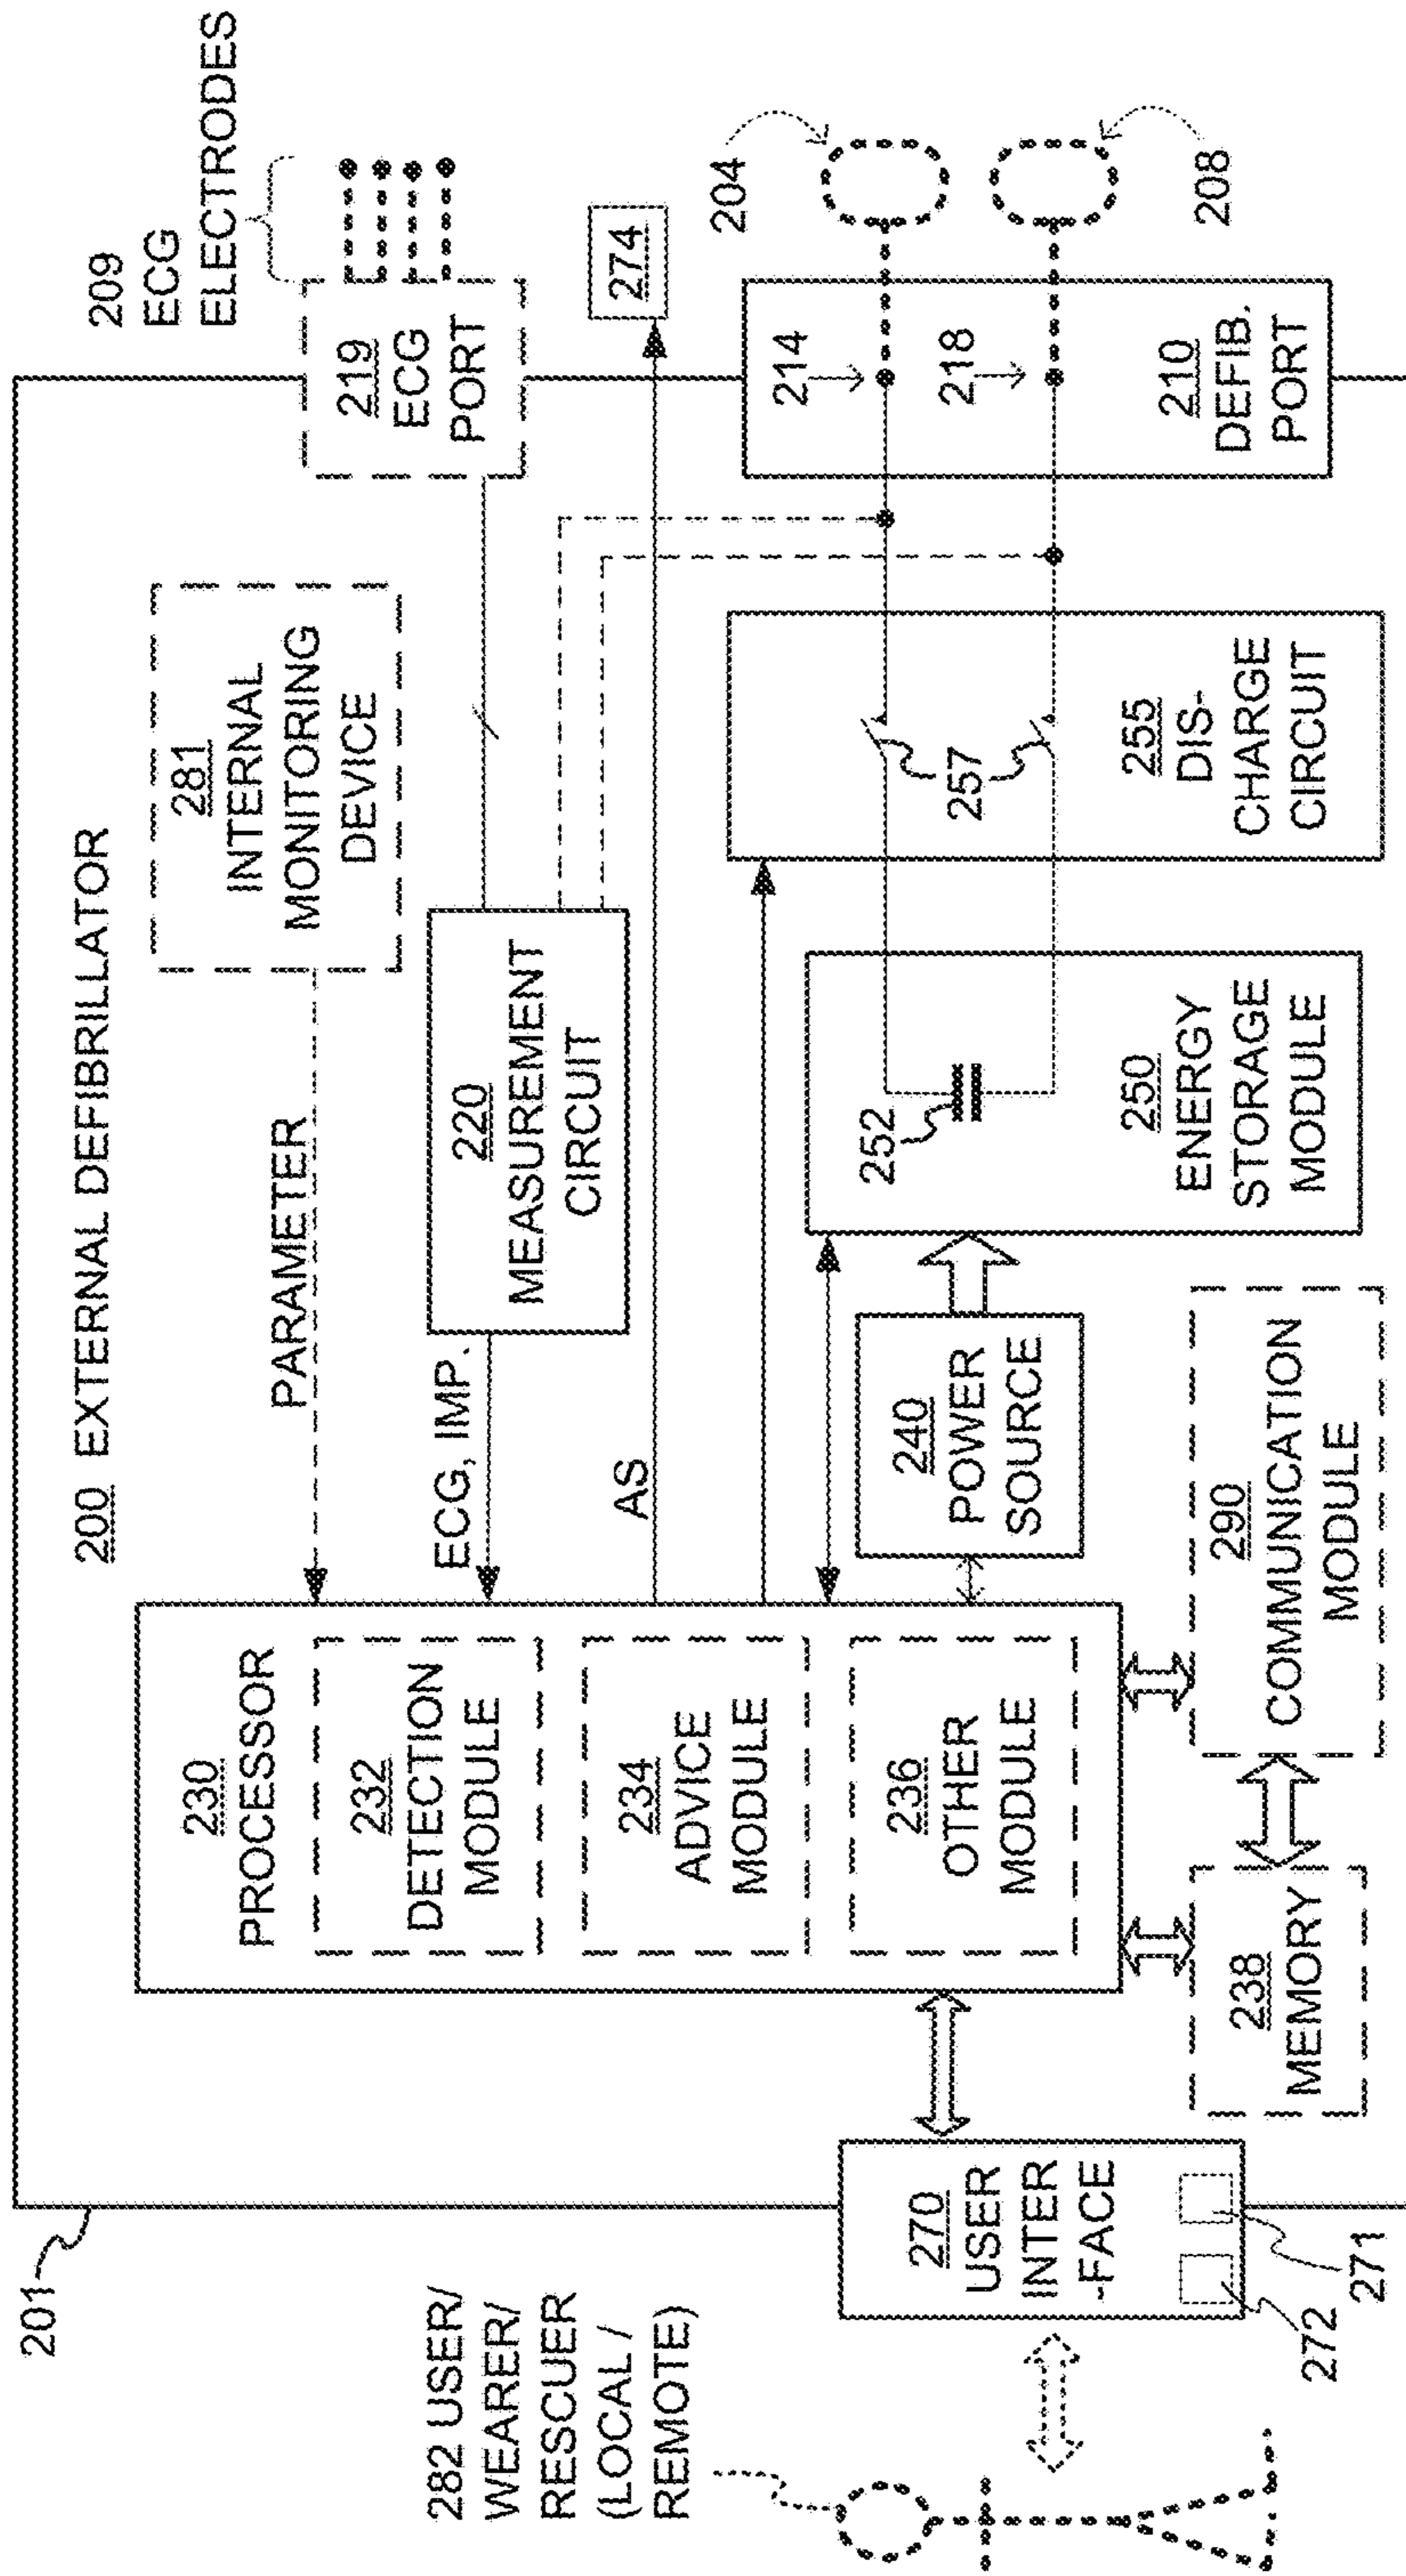 200 EXTERNAL DEFIBRILLATOR
201
209
ECG
ELECTRODES
219
ECG
PORT
281
INTERNAL
MONITORING
DEVICE
PARAMETER
220
MEASUREMENT
CIRCUIT
ECG, IMP.
AS
274
230
PROCESSOR
232
DETECTION
MODULE
234
ADVICE
MODULE
236
OTHER
MODULE
204
208
214
218
210
DEFIB.
PORT
257
255
DIS-
CHARGE
CIRCUIT
252
250
ENERGY
STORAGE
MODULE
240
POWER
SOURCE
290
COMMUNICATION
MODULE
238
MEMORY
270
USER
INTER
-FACE
271
272
282 USER/
WEARER/
RESCUER
(LOCAL /
REMOTE)